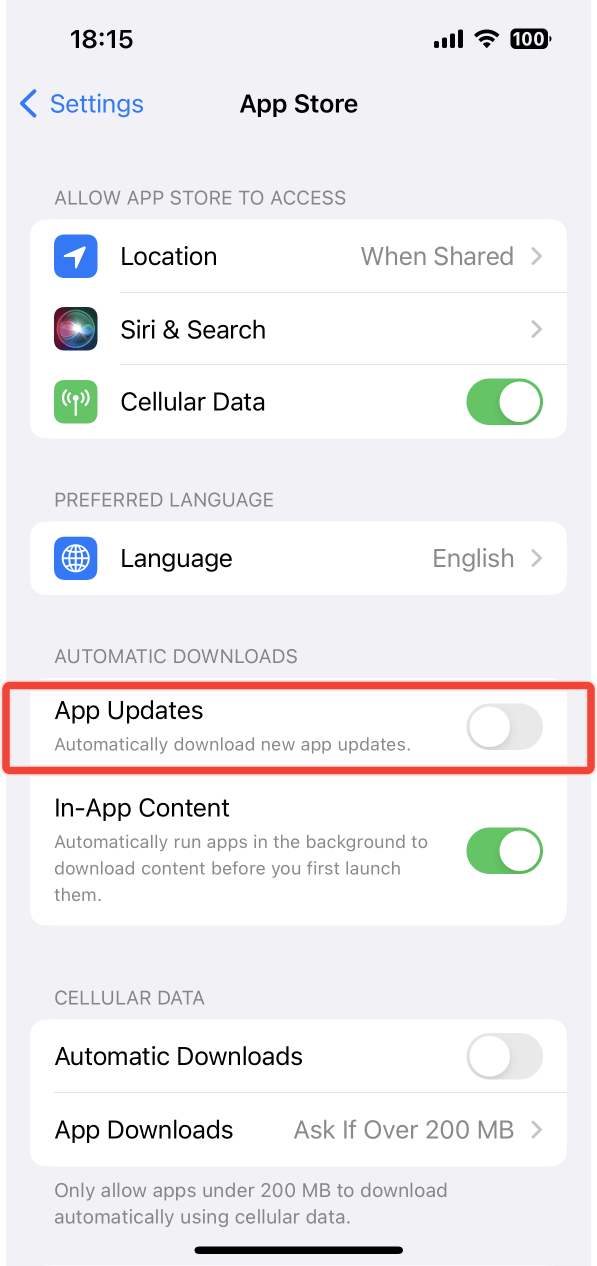 18:15 100
Settings App Store
ALLOW APP STORE TO ACCESS
Location When Shared
Siri & Search
Cellular Data
PREFERRED LANGUAGE
Language English
AUTOMATIC DOWNLOADS
App Updates
Automatically download new app updates.
In-App Content
Automatically run apps in the background to
download content before you first launch
them.
CELLULAR DATA
Automatic Downloads
App Downloads Ask If Over 200 MB
Only allow apps under 200 MB to download
automatically using cellular data.